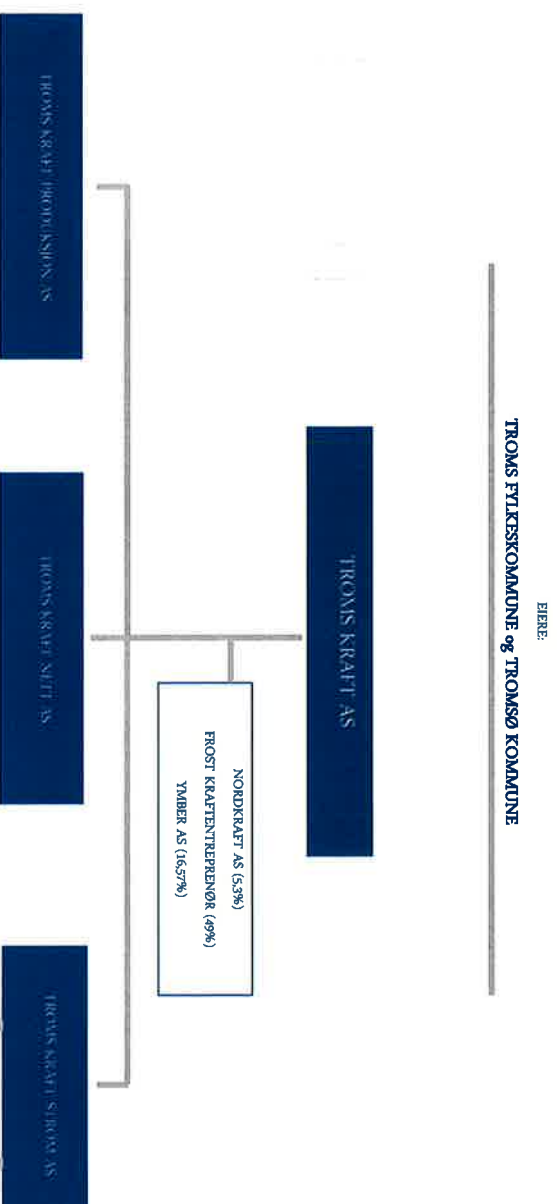 EIERE:
TROMS FYLKESKOMMUNE og TROMSØ KOMMUNE
TROMS KRAFT AS
NORDKRAFT AS (5,3%)
FROST KRAFTENTREPRENØR (49%)
YMBER AS (16,57%)
TROMS KRAFT PRODUKSJON AS
TROMS KRAFT NETT AS
TROMS KRAFT STRØM AS